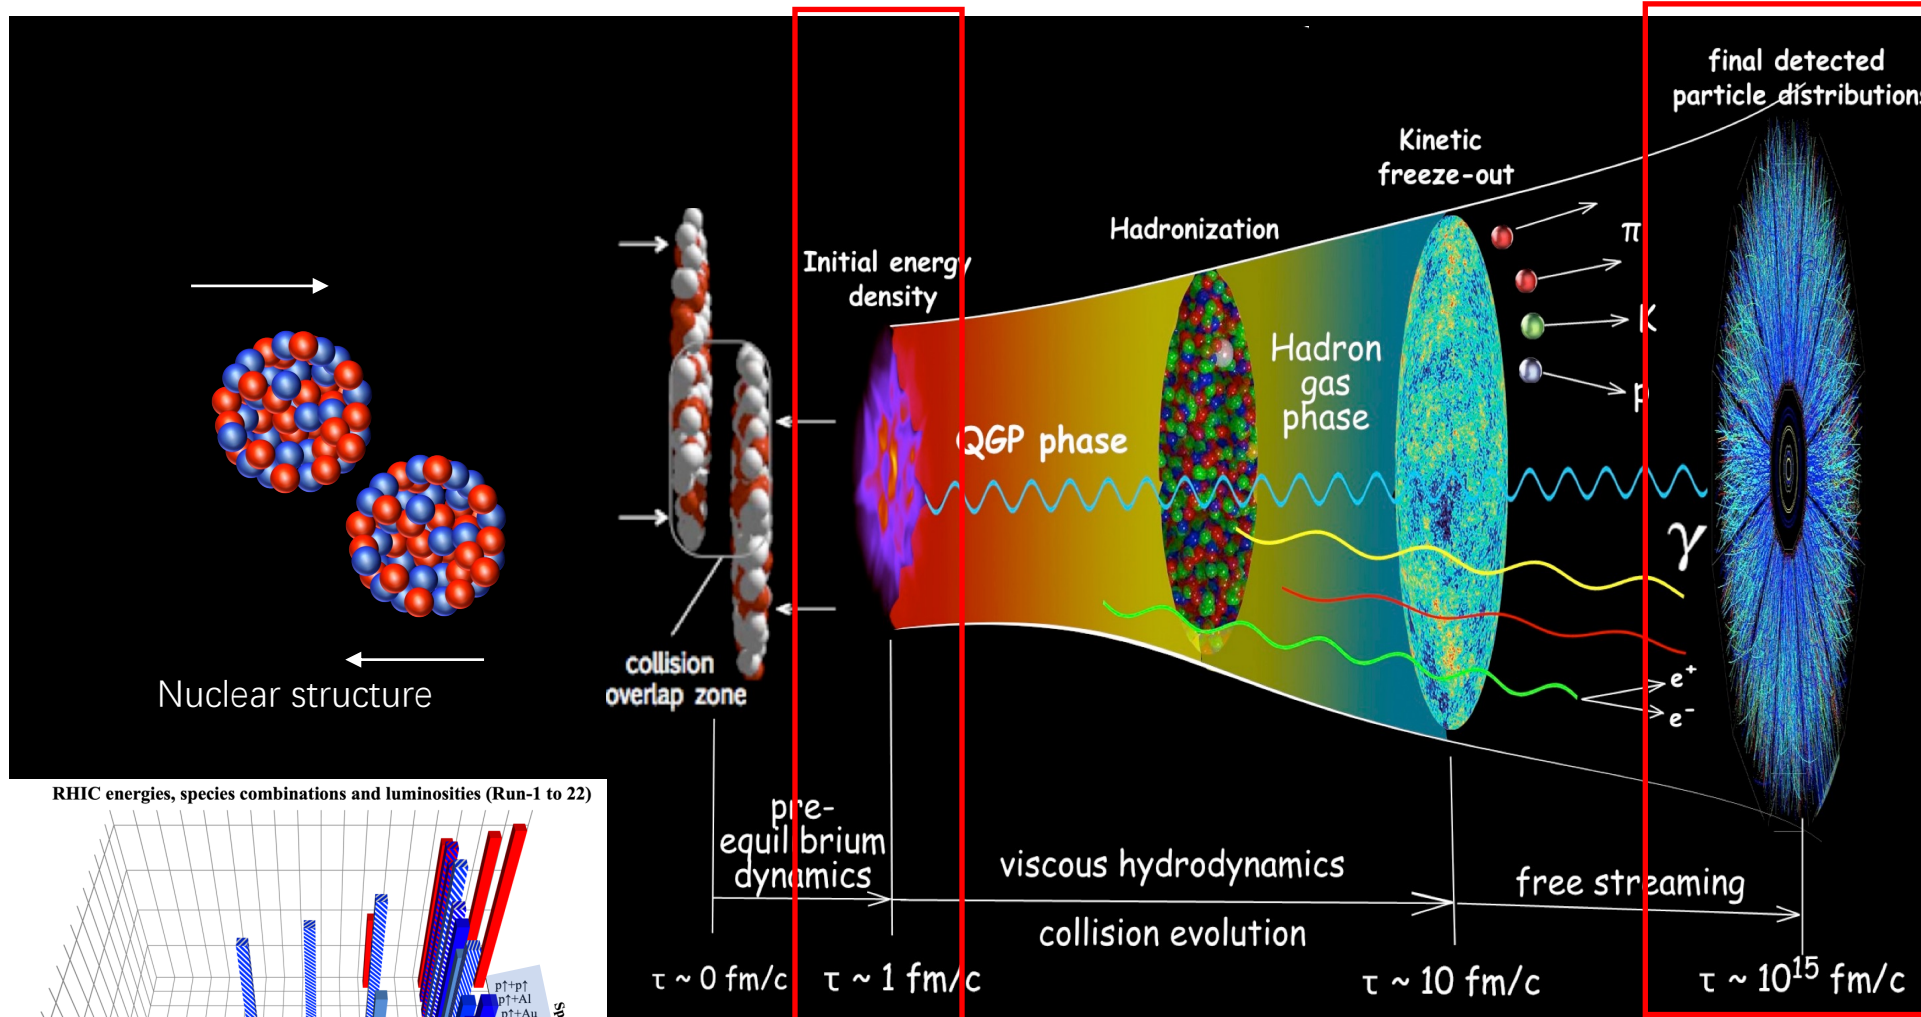 final detected
particle distributions
Kinetic
freeze-out
Hadronization
Initial energy
density
π
K
p
Hadron
gas
phase
QGP phase
γ
e⁺
e⁻
collision
overlap zone
Nuclear structure
pre-
equilibrium
dynamics
viscous hydrodynamics
collision evolution
free streaming
τ ~ 0 fm/c
τ ~ 1 fm/c
τ ~ 10 fm/c
τ ~ 10¹⁵ fm/c
RHIC energies, species combinations and luminosities (Run-1 to 22)
p↑+p↑
p↑+Al
p↑+Au